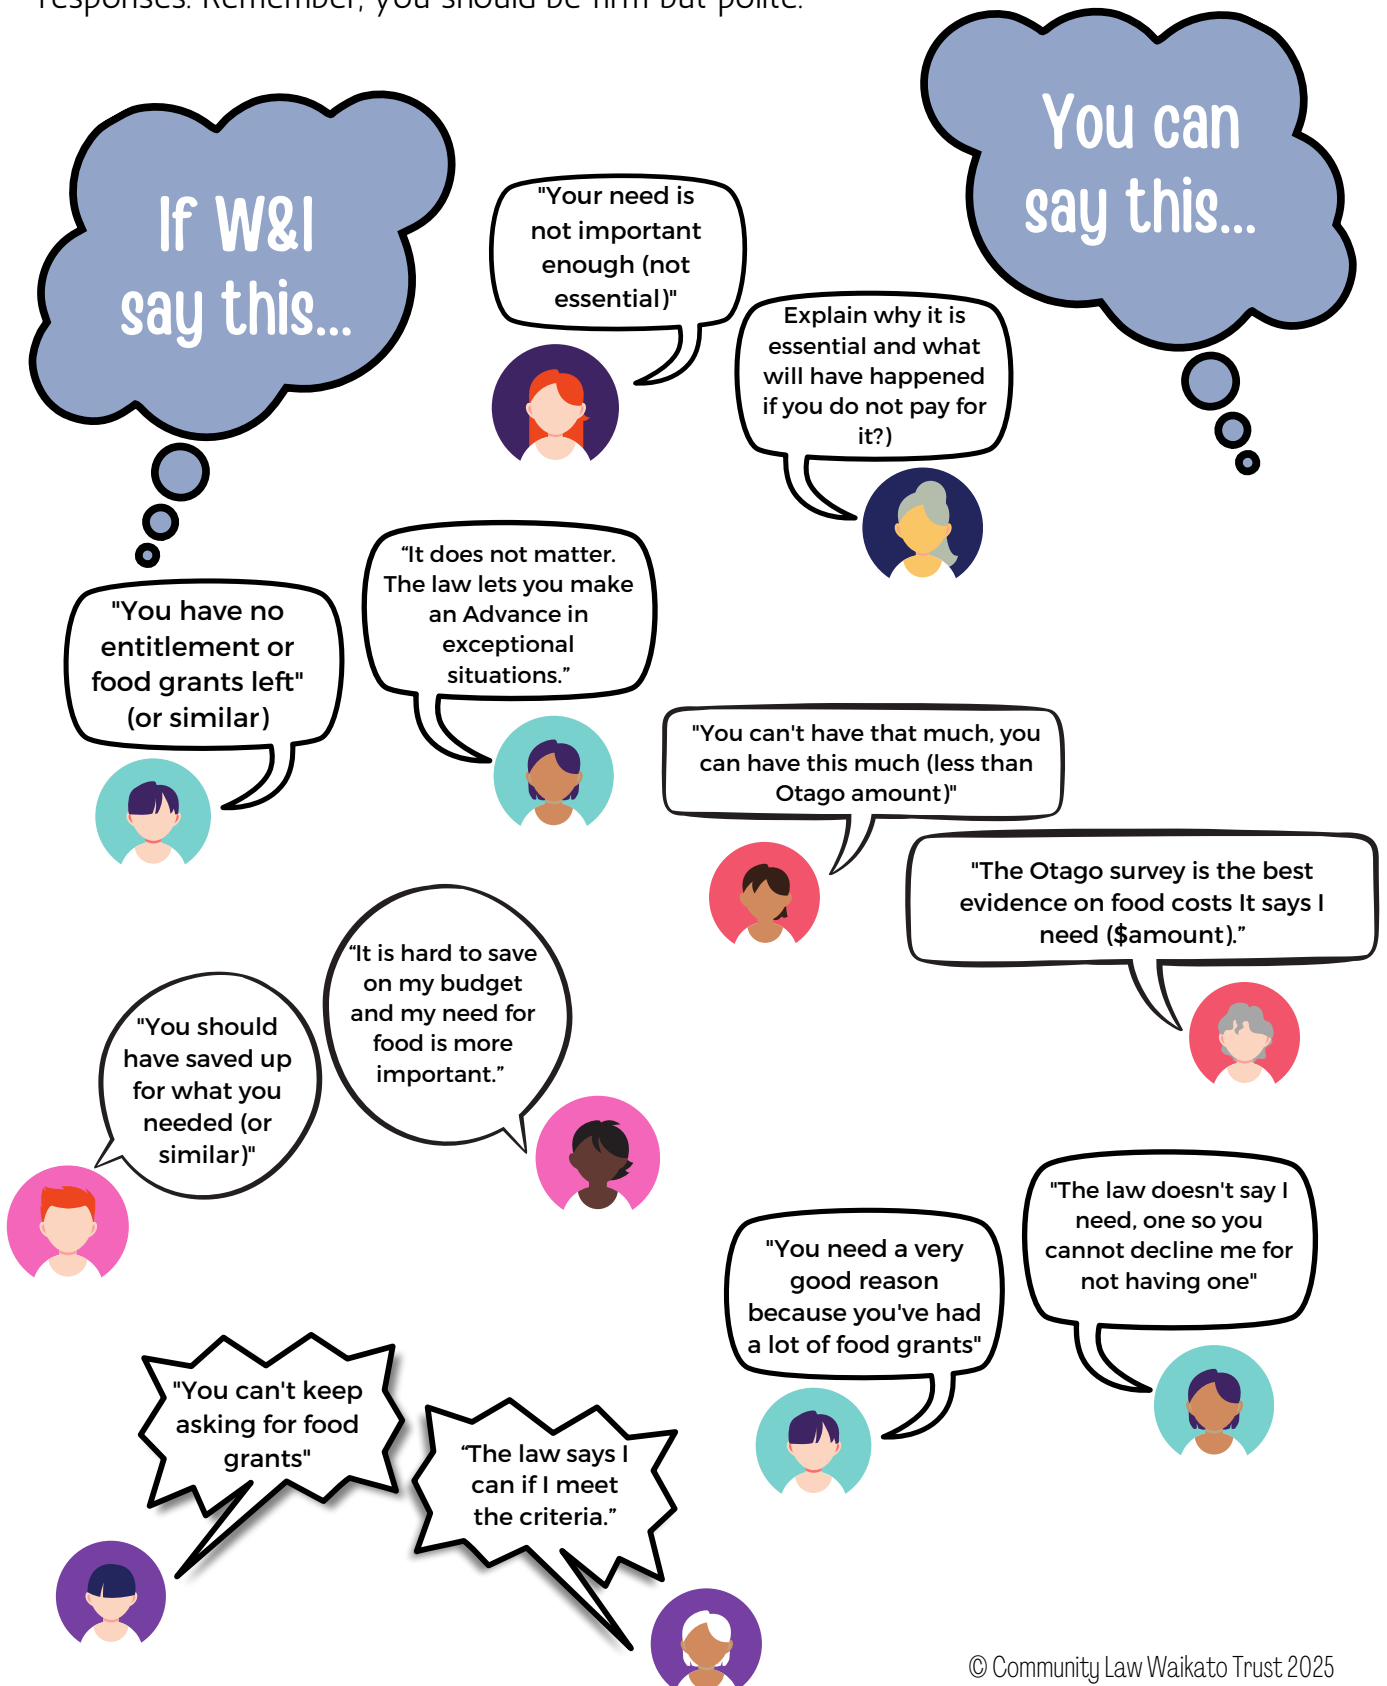 responses. Remember, you should be firm but polite.
If W&I
say this...
You can
say this...
"Your need is
not important
enough (not
essential)"
Explain why it is
essential and what
will have happened
if you do not pay for
it?)
"You have no
entitlement or
food grants left"
(or similar)
“It does not matter.
The law lets you make
an Advance in
exceptional
situations.”
"You can't have that much, you
can have this much (less than
Otago amount)"
"The Otago survey is the best
evidence on food costs It says I
need ($amount).”
"You should
have saved up
for what you
needed (or
similar)"
“It is hard to save
on my budget
and my need for
food is more
important.”
"You need a very
good reason
because you've had
a lot of food grants"
"The law doesn't say I
need, one so you
cannot decline me for
not having one"
"You can't keep
asking for food
grants"
“The law says I
can if I meet
the criteria.”
© Community Law Waikato Trust 2025